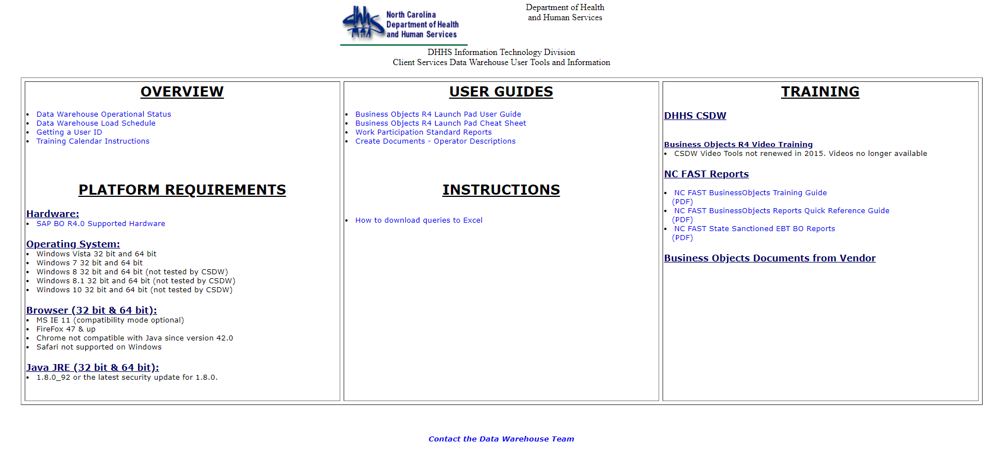 dhhs North Carolina
Department of Health
and Human Services
Department of Health
and Human Services
DHHS Information Technology Division
Client Services Data Warehouse User Tools and Information
OVERVIEW
• Data Warehouse Operational Status
• Data Warehouse Load Schedule
• Getting a User ID
• Training Calendar Instructions
PLATFORM REQUIREMENTS
Hardware:
• SAP BO R4.0 Supported Hardware
Operating System:
• Windows Vista 32 bit and 64 bit
• Windows 7 32 bit and 64 bit
• Windows 8 32 bit and 64 bit (not tested by CSDW)
• Windows 8.1 32 bit and 64 bit (not tested by CSDW)
• Windows 10 32 bit and 64 bit (not tested by CSDW)
Browser (32 bit & 64 bit):
• MS IE 11 (compatibility mode optional)
• FireFox 47 & up
• Chrome not compatible with Java since version 42.0
• Safari not supported on Windows
Java JRE (32 bit & 64 bit):
• 1.8.0_92 or the latest security update for 1.8.0.
USER GUIDES
• Business Objects R4 Launch Pad User Guide
• Business Objects R4 Launch Pad Cheat Sheet
• Work Participation Standard Reports
• Create Documents - Operator Descriptions
INSTRUCTIONS
• How to download queries to Excel
TRAINING
DHHS CSDW
Business Objects R4 Video Training
• CSDW Video Tools not renewed in 2015. Videos no longer available
NC FAST Reports
• NC FAST BusinessObjects Training Guide
(PDF)
• NC FAST BusinessObjects Reports Quick Reference Guide
(PDF)
• NC FAST State Sanctioned EBT BO Reports
(PDF)
Business Objects Documents from Vendor
Contact the Data Warehouse Team